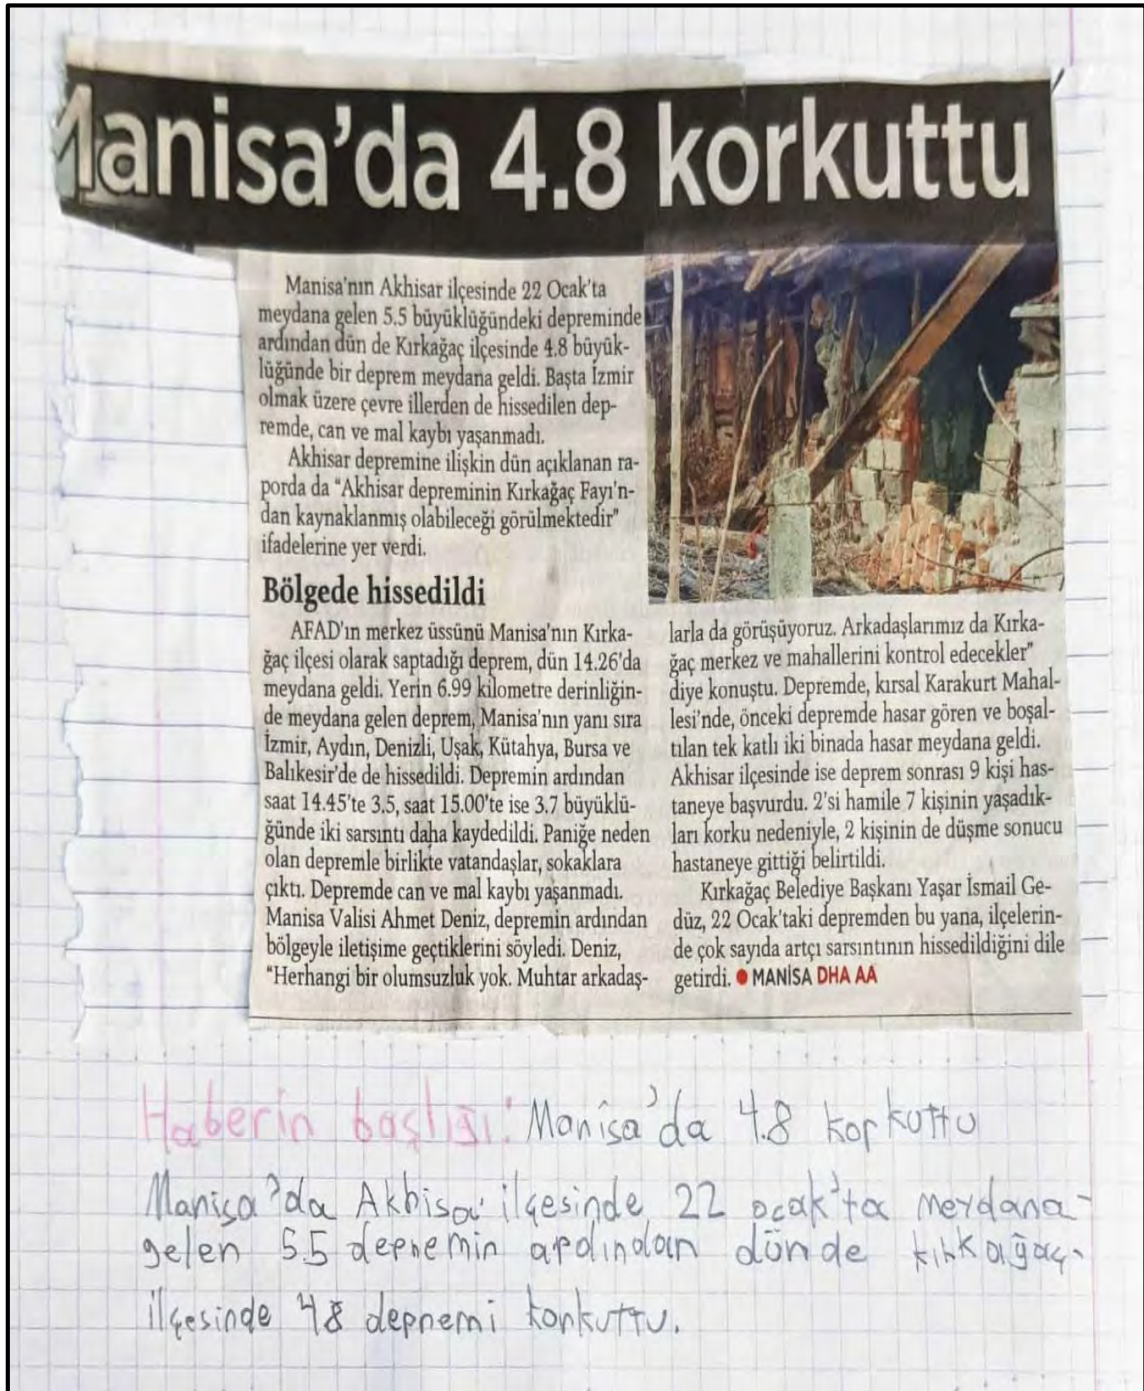 Manisa'da 4.8 korkuttu
Manisa'nın Akhisar ilçesinde 22 Ocak'ta
meydana gelen 5.5 büyüklüğündeki depreminde
ardından dün de Kırkağaç ilçesinde 4.8 büyük-
lüğünde bir deprem meydana geldi. Başta İzmir
olmak üzere çevre illerden de hissedilen dep-
remde, can ve mal kaybı yaşanmadı.
Akhisar depremine ilişkin dün açıklanan ra-
porda da “Akhisar depreminin Kırkağaç Fayı'n-
dan kaynaklanmış olabileceği görülmektedir”
ifadelerine yer verdi.
Bölgede hissedildi
AFAD'ın merkez üssünü Manisa'nın Kırka-
ğaç ilçesi olarak saptadığı deprem, dün 14.26'da
meydana geldi. Yerin 6.99 kilometre derinliğin-
de meydana gelen deprem, Manisa'nın yanı sıra
İzmir, Aydın, Denizli, Uşak, Kütahya, Bursa ve
Balıkesir'de de hissedildi. Depremin ardından
saat 14.45'te 3.5, saat 15.00'te ise 3.7 büyüklü-
ğünde iki sarsıntı daha kaydedildi. Paniğe neden
olan depremle birlikte vatandaşlar, sokaklara
çıktı. Depremde can ve mal kaybı yaşanmadı.
Manisa Valisi Ahmet Deniz, depremin ardından
bölgeyle iletişime geçtiklerini söyledi. Deniz,
“Herhangi bir olumsuzluk yok. Muhtar arkadaş-
larla da görüşüyoruz. Arkadaşlarımız da Kırka-
ğaç merkez ve mahallerini kontrol edecekler”
diye konuştu. Depremde, kırsal Karakurt Mahal-
lesi'nde, önceki depremde hasar gören ve boşal-
tılan tek katlı iki binada hasar meydana geldi.
Akhisar ilçesinde ise deprem sonrası 9 kişi has-
taneye başvurdu. 2'si hamile 7 kişinin yaşadık-
ları korku nedeniyle, 2 kişinin de düşme sonucu
hastaneye gittiği belirtildi.
Kırkağaç Belediye Başkanı Yaşar İsmail Ge-
düz, 22 Ocak'taki depremden bu yana, ilçelerin-
de çok sayıda artçı sarsıntının hissedildiğini dile
getirdi. ● MANİSA DHA AA
Haberin başlığı: Manisa'da 4.8 korkuttu
Manisa'da Akhisar ilçesinde 22 ocak'ta meydana
gelen 5.5 depremin ardından dünde kırkağaç
ilçesinde 48 depremi korkuttu.